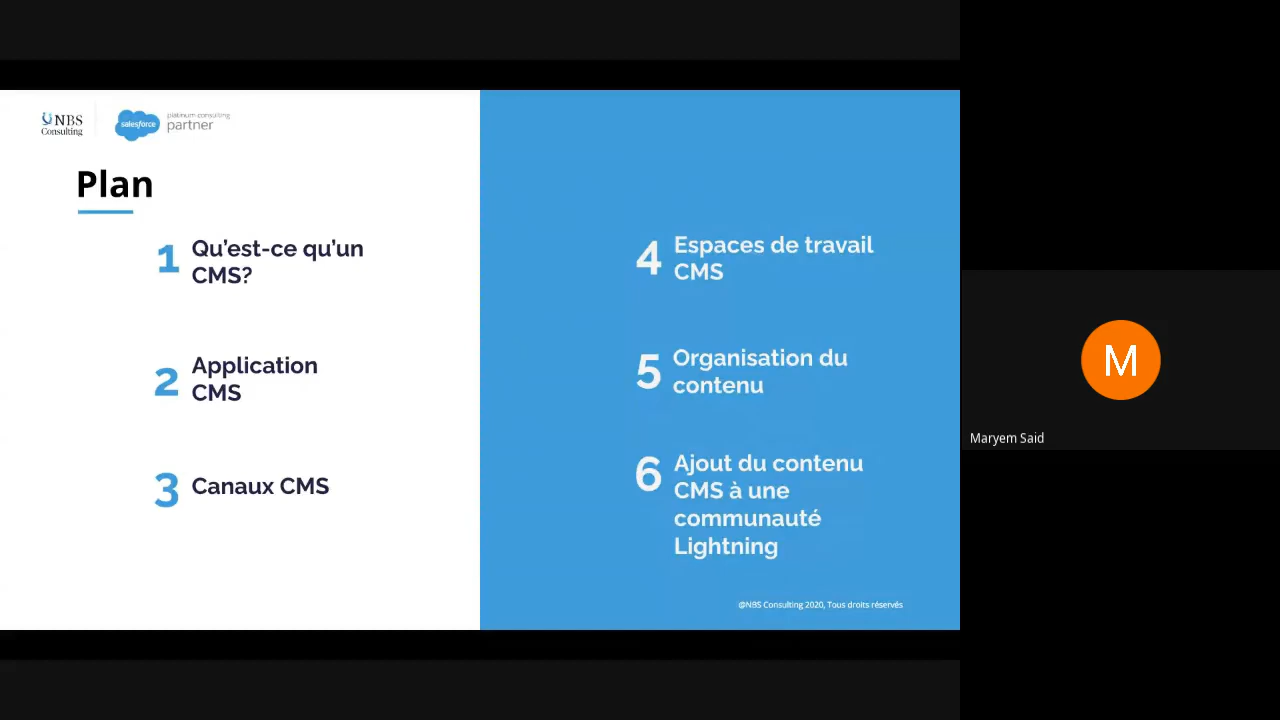 NBS
Consulting
salesforce
platinum consulting
partner
Plan
1 Qu’est-ce qu’un
CMS?
2 Application
CMS
3 Canaux CMS
4 Espaces de travail
CMS
5 Organisation du
contenu
6 Ajout du contenu
CMS à une
communauté
Lightning
@NBS Consulting 2020, Tous droits réservés
M
Maryem Said